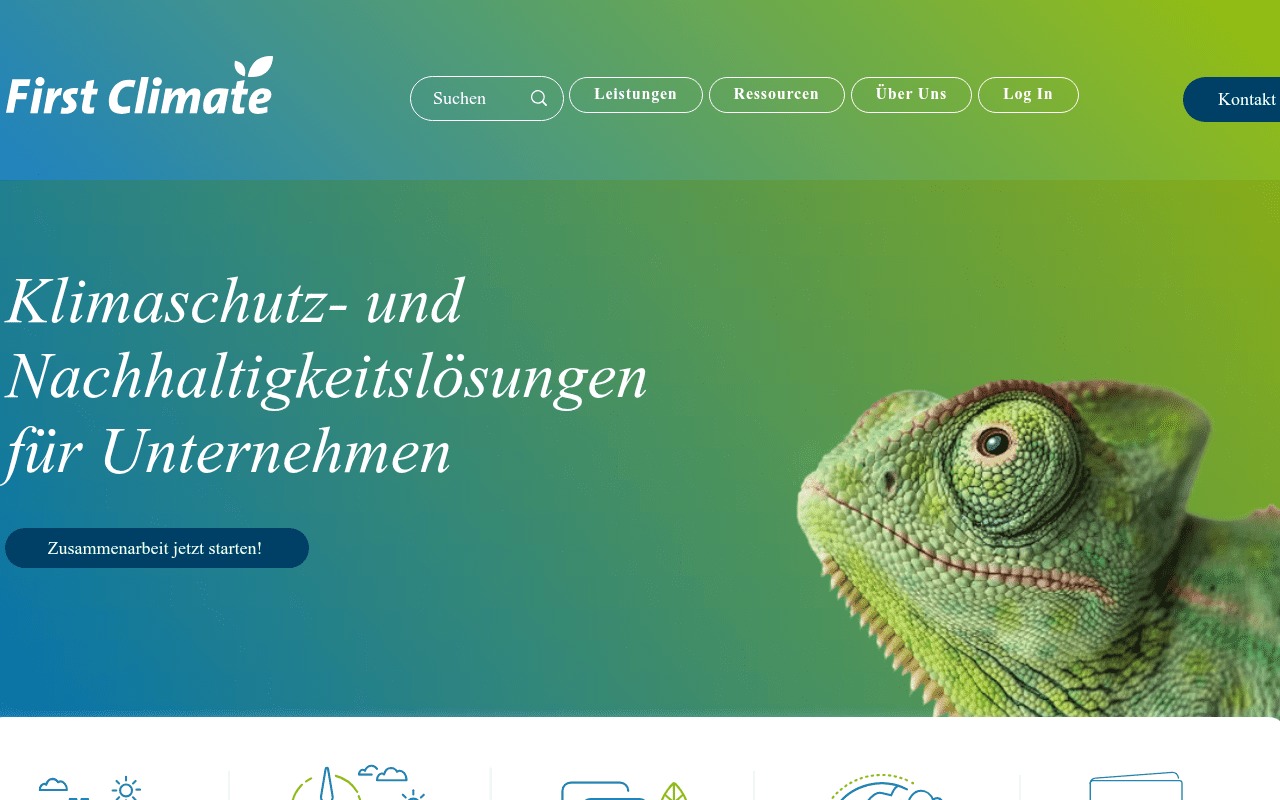 First Climate
Suchen
Leistungen
Ressourcen
Über Uns
Log In
Kontakt
Klimaschutz- und
Nachhaltigkeitslösungen
für Unternehmen
Zusammenarbeit jetzt starten!